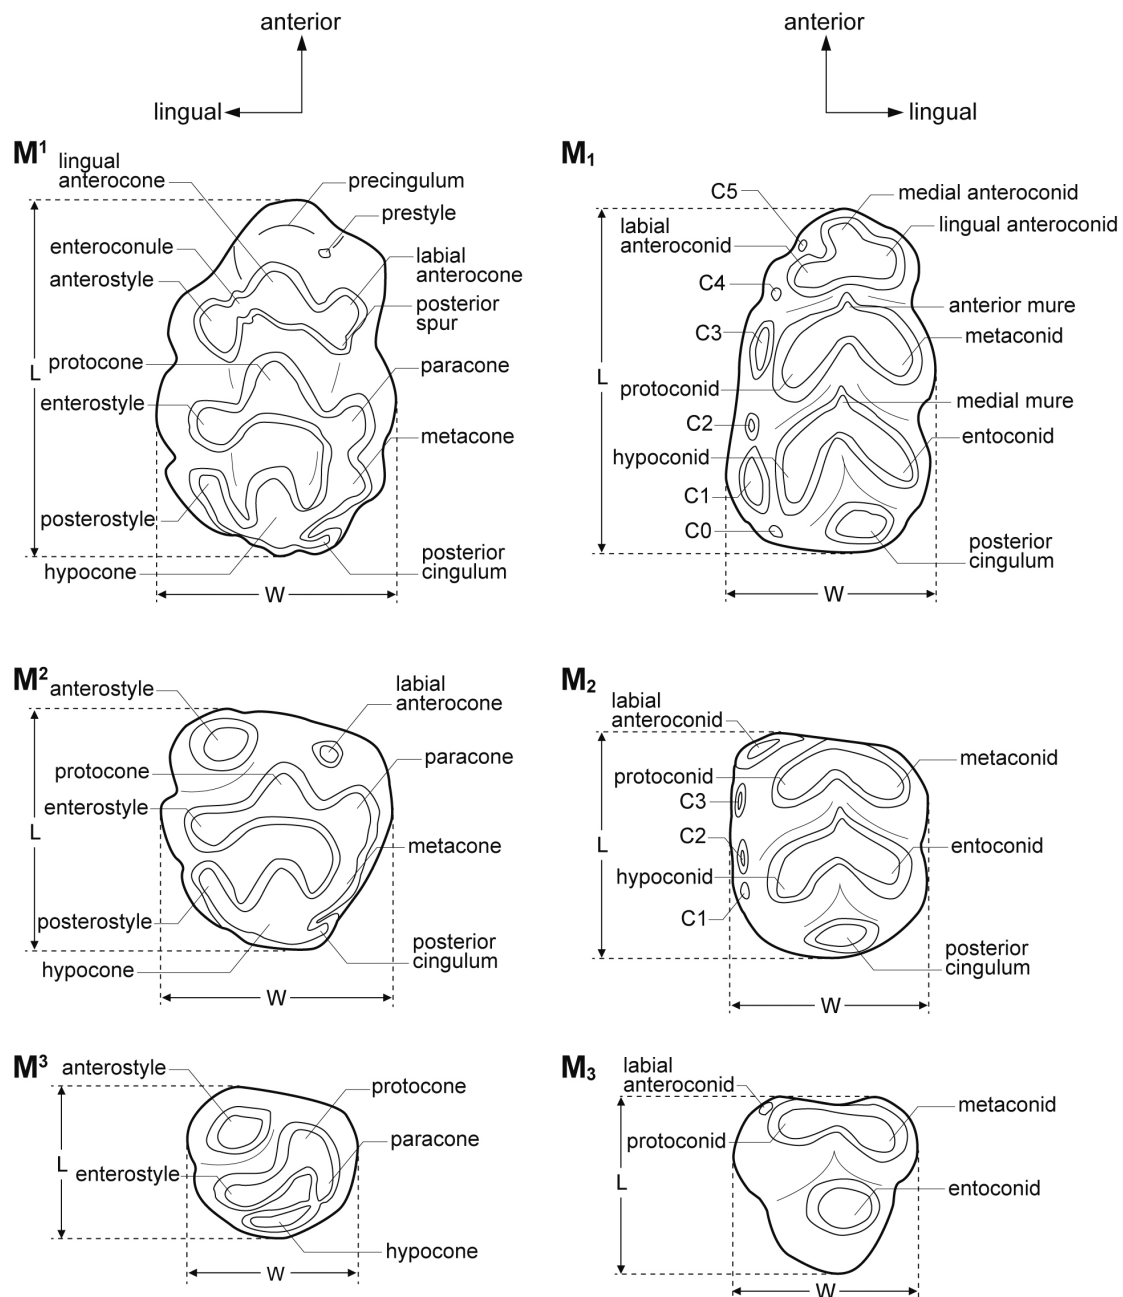 anterior
lingual
anterior
lingual
M¹
lingual
anterocone
precingulum
prestyle
enteroconule
anterostyle
labial
anterocone
posterior
spur
protocone
paracone
L
enterostyle
metacone
posterostyle
hypocone
posterior
cingulum
W
M₁
C5
medial anteroconid
labial
anteroconid
lingual anteroconid
C4
anterior mure
C3
metaconid
L
protoconid
medial mure
C2
entoconid
hypoconid
C1
C0
posterior
cingulum
W
M²
anterostyle
labial
anterocone
protocone
paracone
enterostyle
L
metacone
posterostyle
hypocone
posterior
cingulum
W
M₂
labial
anteroconid
metaconid
protoconid
C3
C2
L
entoconid
hypoconid
C1
posterior
cingulum
W
M³
anterostyle
protocone
paracone
L
enterostyle
hypocone
W
M₃
labial
anteroconid
metaconid
protoconid
L
entoconid
W